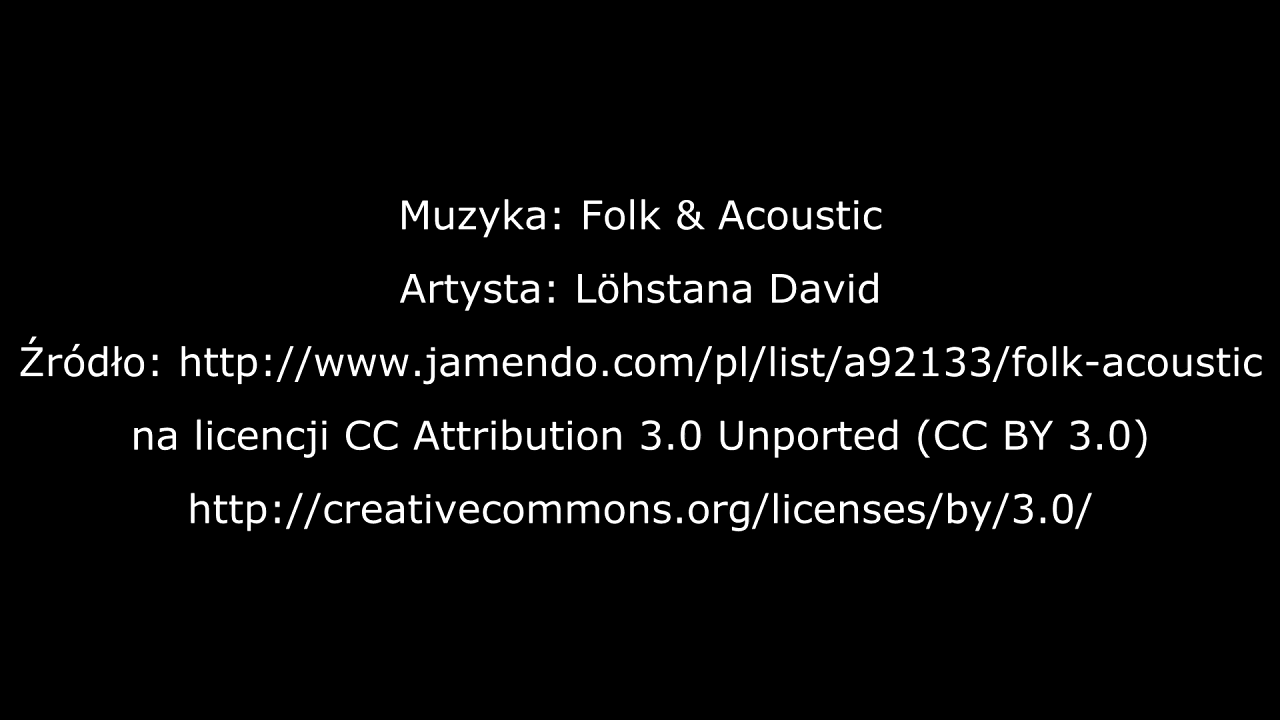 Muzyka: Folk & Acoustic
Artysta: Löhstana David
Źródło: http://www.jamendo.com/pl/list/a92133/folk-acoustic
na licencji CC Attribution 3.0 Unported (CC BY 3.0)
http://creativecommons.org/licenses/by/3.0/